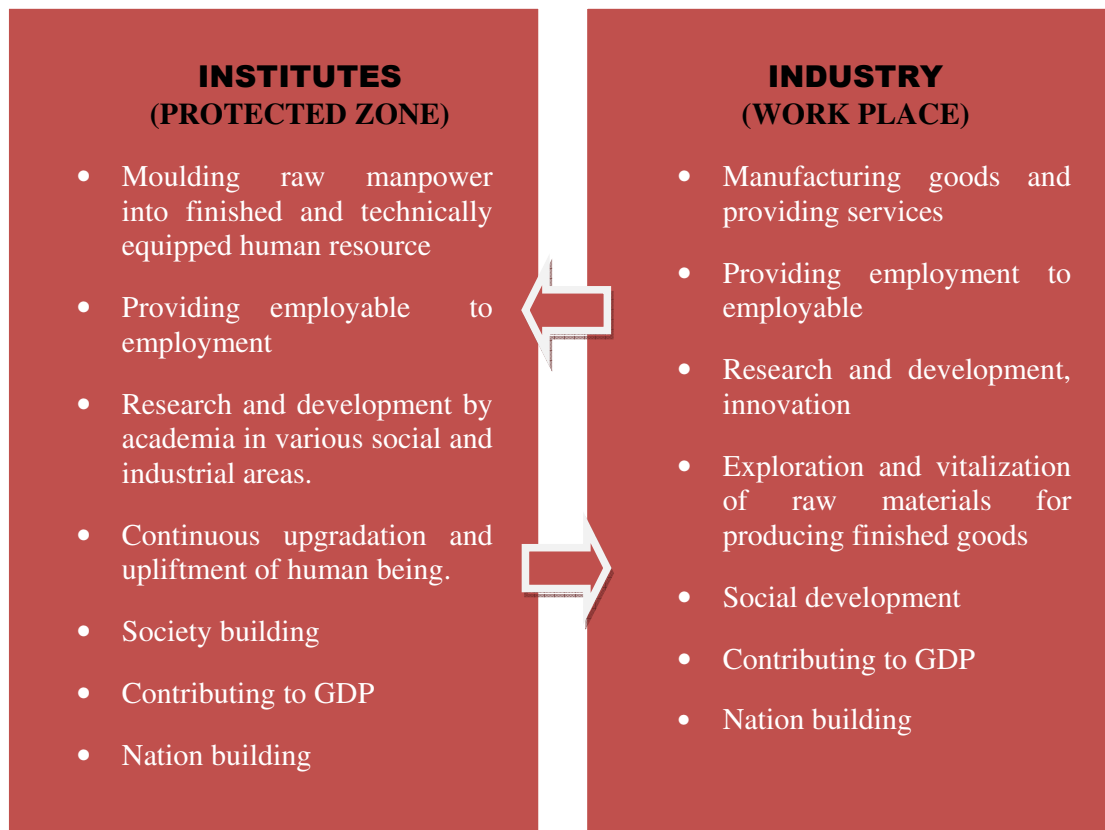 INSTITUTES
(PROTECTED ZONE)
• Moulding raw manpower
into finished and technically
equipped human resource
• Providing employable to
employment
• Research and development by
academia in various social and
industrial areas.
• Continuous upgradation and
upliftment of human being.
• Society building
• Contributing to GDP
• Nation building
INDUSTRY
(WORK PLACE)
• Manufacturing goods and
providing services
• Providing employment to
employable
• Research and development,
innovation
• Exploration and vitalization
of raw materials for
producing finished goods
• Social development
• Contributing to GDP
• Nation building